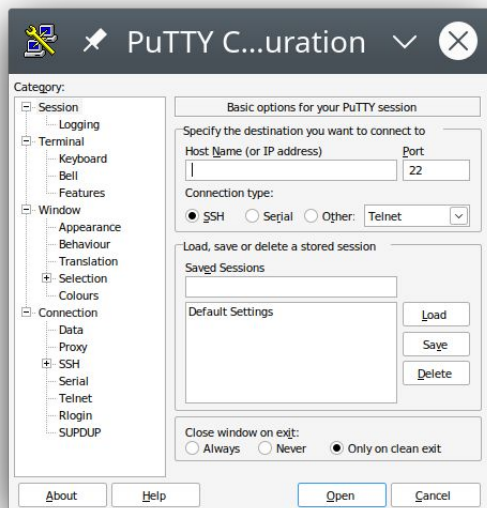 PuTTY C...uration
Category:
Session
Logging
Terminal
Keyboard
Bell
Features
Window
Appearance
Behaviour
Translation
Selection
Colours
Connection
Data
Proxy
SSH
Serial
Telnet
Rlogin
SUPDUP
Basic options for your PuTTY session
Specify the destination you want to connect to
Host Name (or IP address) Port
22
Connection type:
SSH Serial Other: Telnet
Load, save or delete a stored session
Saved Sessions
Default Settings
Load
Save
Delete
Close window on exit:
Always Never Only on clean exit
About Help Open Cancel